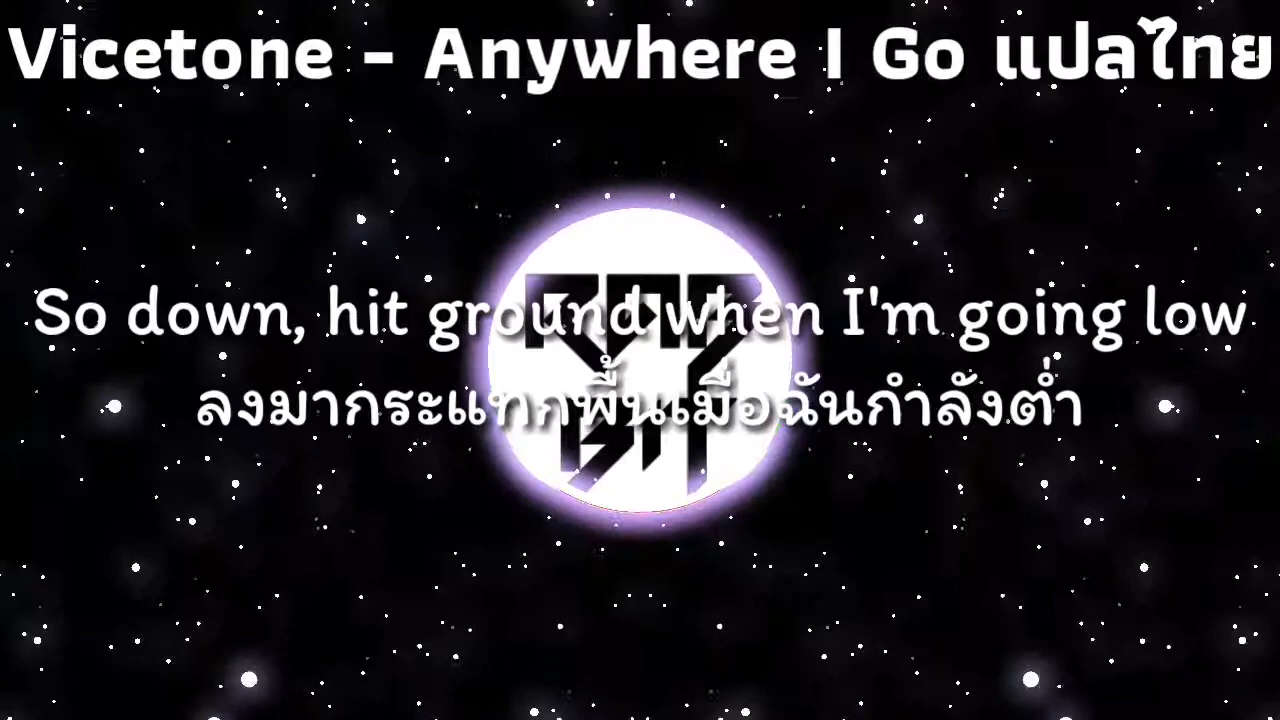 Vicetone - Anywhere I Go แปลไทย
So down, hit ground when I'm going low
ลงมากระแทกพื้นเมื่อฉันกำลังต่ำ